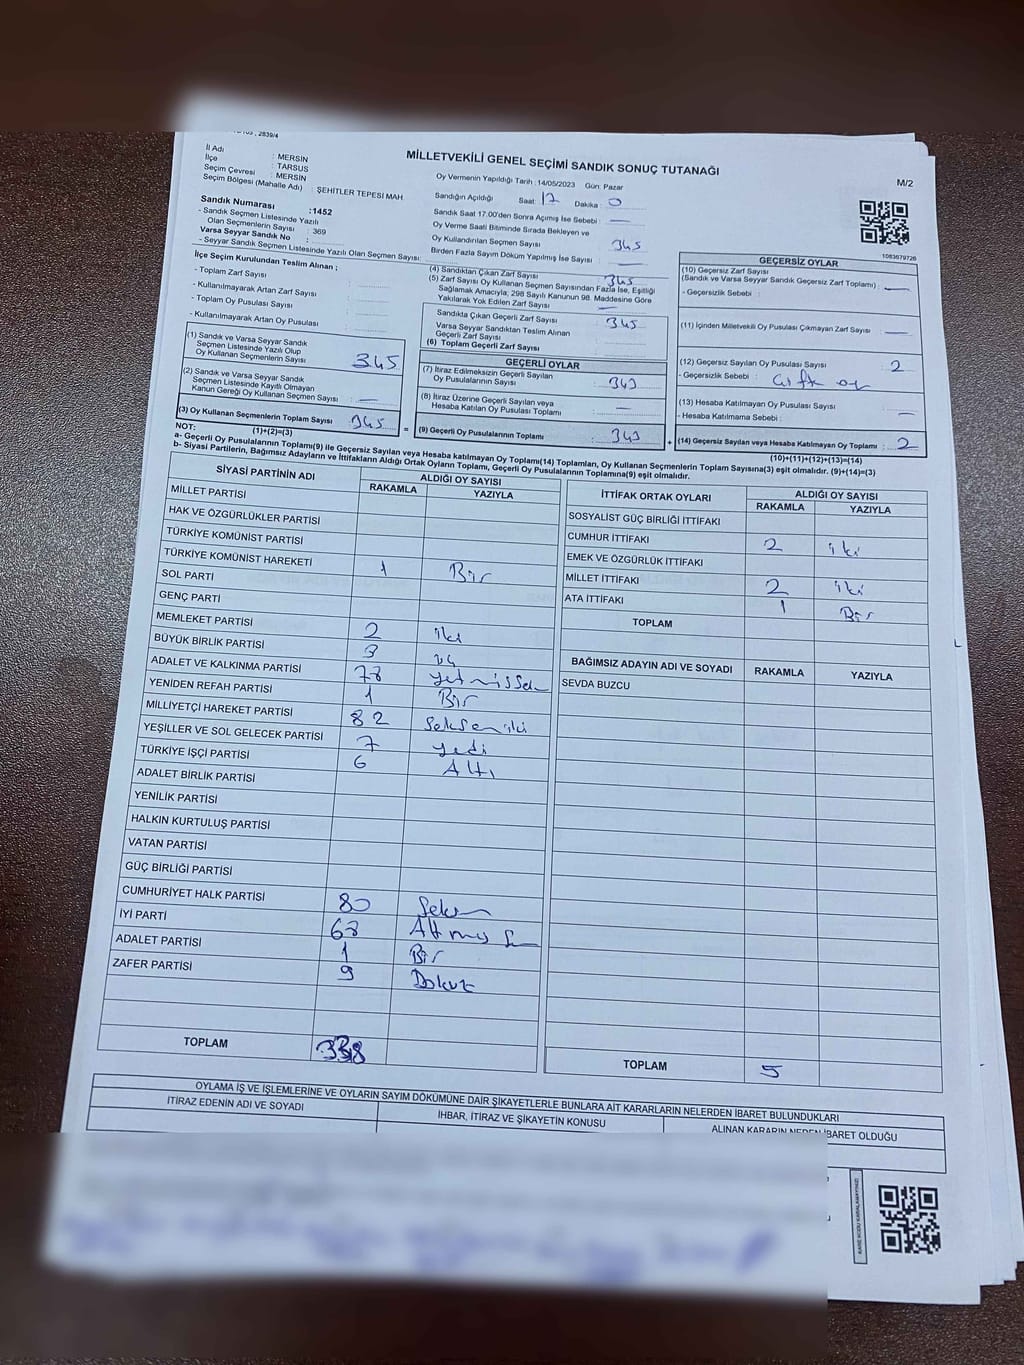 MİLLETVEKİLİ GENEL SEÇİMİ SANDIK SONUÇ TUTANAĞI
M/2
İl Adı : MERSİN
İlçe : TARSUS
Seçim Çevresi : MERSİN
Seçim Bölgesi (Mahalle Adı) : ŞEHİTLER TEPESİ MAH
Sandık Numarası :1452
- Sandık Seçmen Listesinde Yazılı
Olan Seçmenlerin Sayısı : 369
Varsa Seyyar Sandık No :
- Seyyar Sandık Seçmen Listesinde Yazılı Olan Seçmen Sayısı:
Oy Vermenin Yapıldığı Tarih : 14/05/2023 Gün: Pazar
Sandığın Açıldığı Saat: 17 Dakika : 0
Sandık Saat 17:00'den Sonra Açılmış İse Sebebi : —
Oy Verme Saati Bitiminde Sırada Bekleyen ve
Oy Kullandırılan Seçmen Sayısı : 345
Birden Fazla Sayım Döküm Yapılmış İse Sayısı : —
1083679726
İlçe Seçim Kurulundan Teslim Alınan ;
- Toplam Zarf Sayısı :
- Kullanılmayarak Artan Zarf Sayısı :
- Toplam Oy Pusulası Sayısı :
- Kullanılmayarak Artan Oy Pusulası :
(1) Sandık ve Varsa Seyyar Sandık
Seçmen Listesinde Yazılı Olup
Oy Kullanan Seçmenlerin Sayısı 345
(2) Sandık ve Varsa Seyyar Sandık
Seçmen Listesinde Kayıtlı Olmayan
Kanun Gereği Oy Kullanan Seçmen Sayısı —
(3) Oy Kullanan Seçmenlerin Toplam Sayısı 345
(1)+(2)=(3)
(4) Sandıktan Çıkan Zarf Sayısı : 345
(5) Zarf Sayısı Oy Kullanan Seçmen Sayısından Fazla İse, Eşitliği
Sağlamak Amacıyla, 298 Sayılı Kanunun 98. Maddesine Göre
Yakılarak Yok Edilen Zarf Sayısı : —
Sandıkta Çıkan Geçerli Zarf Sayısı : 345
Varsa Seyyar Sandıktan Teslim Alınan
Geçerli Zarf Sayısı
(6) Toplam Geçerli Zarf Sayısı
GEÇERLİ OYLAR
(7) İtiraz Edilmeksizin Geçerli Sayılan
Oy Pusulalarının Sayısı : 343
(8) İtiraz Üzerine Geçerli Sayılan veya
Hesaba Katılan Oy Pusulası Toplamı : —
= (9) Geçerli Oy Pusulalarının Toplamı : 343 +
GEÇERSİZ OYLAR
(10) Geçersiz Zarf Sayısı
(Sandık ve Varsa Seyyar Sandık Geçersiz Zarf Toplamı) : —
- Geçersizlik Sebebi :
(11) İçinden Milletvekili Oy Pusulası Çıkmayan Zarf Sayısı : —
(12) Geçersiz Sayılan Oy Pusulası Sayısı : 2
- Geçersizlik Sebebi : Çift oy
(13) Hesaba Katılmayan Oy Pusulası Sayısı : —
- Hesaba Katılmama Sebebi :
(14) Geçersiz Sayılan veya Hesaba Katılmayan Oy Toplamı : 2
(10)+(11)+(12)+(13)=(14)
NOT:
a- Geçerli Oy Pusulalarının Toplamı(9) ile Geçersiz Sayılan veya Hesaba katılmayan Oy Toplamı(14) Toplamları, Oy Kullanan Seçmenlerin Toplam Sayısına(3) eşit olmalıdır. (9)+(14)=(3)
b- Siyasi Partilerin, Bağımsız Adayların ve İttifakların Aldığı Ortak Oyların Toplamı, Geçerli Oy Pusulalarının Toplamına(9) eşit olmalıdır.
SİYASİ PARTİNİN ADI ALDIĞI OY SAYISI
RAKAMLA YAZIYLA
MİLLET PARTİSİ
HAK VE ÖZGÜRLÜKLER PARTİSİ
TÜRKİYE KOMÜNİST PARTİSİ
TÜRKİYE KOMÜNİST HAREKETİ 1 Bir
SOL PARTİ
GENÇ PARTİ
MEMLEKET PARTİSİ 2 iki
BÜYÜK BİRLİK PARTİSİ 3 üç
ADALET VE KALKINMA PARTİSİ 78
YENİDEN REFAH PARTİSİ 1 Bir
MİLLİYETÇİ HAREKET PARTİSİ 82 Seksen iki
YEŞİLLER VE SOL GELECEK PARTİSİ 7 yedi
TÜRKİYE İŞÇİ PARTİSİ 6 Altı
ADALET BİRLİK PARTİSİ
YENİLİK PARTİSİ
HALKIN KURTULUŞ PARTİSİ
VATAN PARTİSİ
GÜÇ BİRLİĞİ PARTİSİ
CUMHURİYET HALK PARTİSİ 80 Seksen
İYİ PARTİ 68
ADALET PARTİSİ 1 Bir
ZAFER PARTİSİ 9 Dokuz
TOPLAM 338
İTTİFAK ORTAK OYLARI ALDIĞI OY SAYISI
RAKAMLA YAZIYLA
SOSYALİST GÜÇ BİRLİĞİ İTTİFAKI
CUMHUR İTTİFAKI 2 iki
EMEK VE ÖZGÜRLÜK İTTİFAKI
MİLLET İTTİFAKI 2 iki
ATA İTTİFAKI 1 Bir
TOPLAM
BAĞIMSIZ ADAYIN ADI VE SOYADI RAKAMLA YAZIYLA
SEVDA BUZCU
TOPLAM 5
OYLAMA İŞ VE İŞLEMLERİNE VE OYLARIN SAYIM DÖKÜMÜNE DAİR ŞİKAYETLERLE BUNLARA AİT KARARLARIN NELERDEN İBARET BULUNDUKLARI
İTİRAZ EDENİN ADI VE SOYADI İHBAR, İTİRAZ VE ŞİKAYETİN KONUSU ALINAN KARARIN NEDEN İBARET OLDUĞU